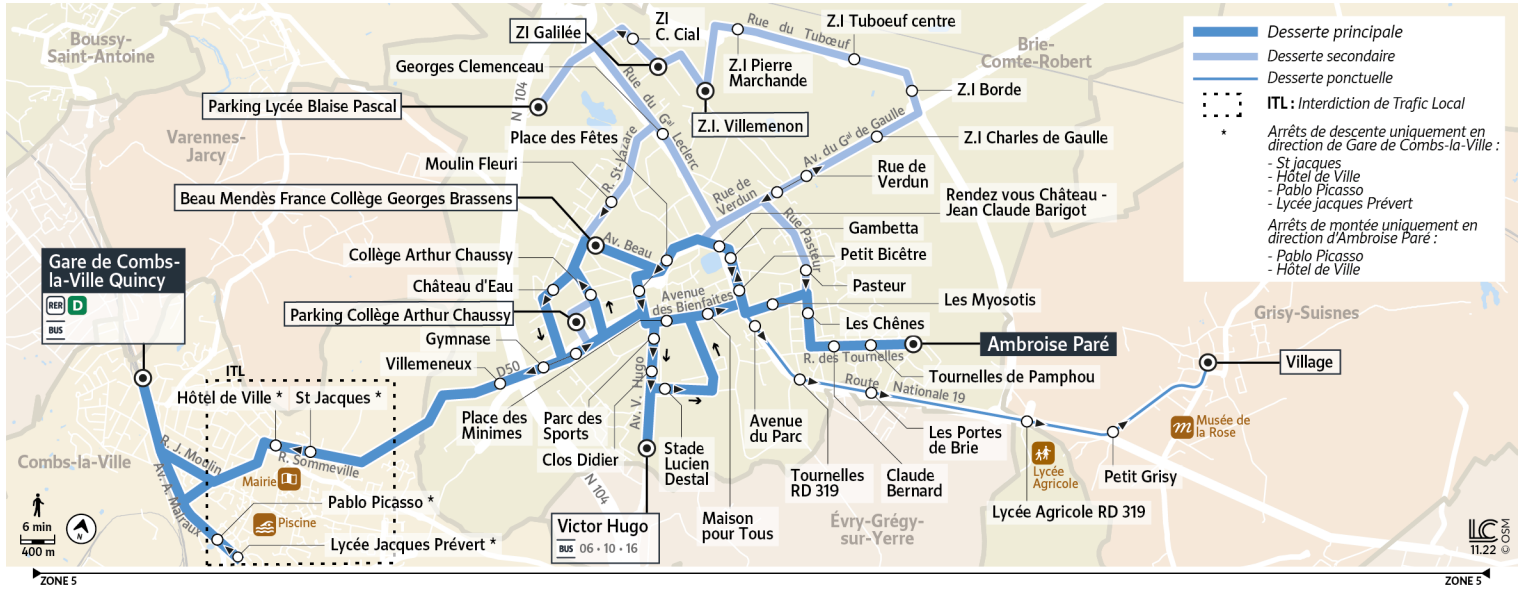 Boussy-
Saint-Antoine
Varennes-
Jarcy
Brie-
Comte-Robert
Grisy-Suisnes
Évry-Grégy-
sur-Yerre
Combs-la-Ville
ZI Galilée
ZI
C. Cial
Z.I Tuboeuf centre
Rue du Tubœuf
Georges Clemenceau
Z.I Pierre
Marchande
Z.I Borde
Parking Lycée Blaise Pascal
N 104
Z.I. Villemenon
Rue du Gal Leclerc
Av. du Gal de Gaulle
Z.I Charles de Gaulle
Place des Fêtes
R. St-Lazare
Moulin Fleuri
Rue de
Verdun
Rue de
Verdun
Beau Mendès France Collège Georges Brassens
Rendez vous Château -
Jean Claude Barigot
Rue Pasteur
Gambetta
Av. Beau
Collège Arthur Chaussy
Petit Bicêtre
Château d'Eau
Pasteur
Avenue
des Bienfaites
Les Myosotis
Parking Collège Arthur Chaussy
Les Chênes
Gymnase
Ambroise Paré
Villemeneux
D50
R. des Tournelles
Tournelles de Pamphou
Village
Route Nationale 19
Av. V. Hugo
Place des
Minimes
Parc des
Sports
Clos Didier
Stade
Lucien
Destal
Avenue
du Parc
Les Portes
de Brie
Musée de
la Rose
Tournelles
RD 319
Claude
Bernard
Lycée
Agricole
Petit Grisy
Lycée Agricole RD 319
Maison
pour Tous
N 104
Victor Hugo
BUS 06 • 10 • 16
Gare de Combs-
la-Ville Quincy
RER D
BUS
ITL
Hôtel de Ville *
St Jacques *
R. J. Moulin
R. Sommeville
Av. A. Malraux
Mairie
Pablo Picasso *
Piscine
Lycée Jacques Prévert *
6 min
400 m
N
Desserte principale
Desserte secondaire
Desserte ponctuelle
ITL : Interdiction de Trafic Local
* Arrêts de descente uniquement en
direction de Gare de Combs-la-Ville :
- St jacques
- Hôtel de Ville
- Pablo Picasso
- Lycée jacques Prévert
Arrêts de montée uniquement en
direction d'Ambroise Paré :
- Pablo Picasso
- Hôtel de Ville
LC
11.22
© OSM
ZONE 5
ZONE 5